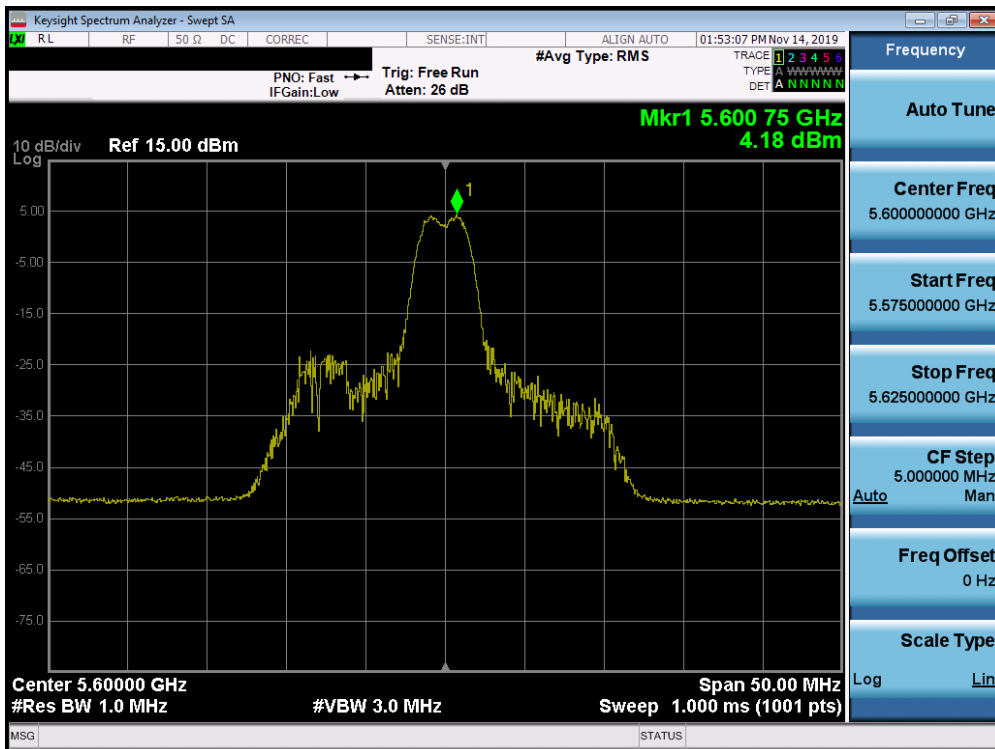 Keysight Spectrum Analyzer - Swept SA
LXI RL RF 50 Ω DC CORREC SENSE:INT ALIGN AUTO 01:53:07 PM Nov 14, 2019
PNO: Fast
IFGain:Low
Trig: Free Run
Atten: 26 dB
#Avg Type: RMS
TRACE 1 2 3 4 5 6
TYPE A WWWWW
DET A N N N N N
Mkr1 5.600 75 GHz
4.18 dBm
10 dB/div Ref 15.00 dBm
Log
1
5.00
-5.00
-15.0
-25.0
-35.0
-45.0
-55.0
-65.0
-75.0
Center 5.60000 GHz Span 50.00 MHz
#Res BW 1.0 MHz #VBW 3.0 MHz Sweep 1.000 ms (1001 pts)
MSG STATUS
Frequency
Auto Tune
Center Freq
5.600000000 GHz
Start Freq
5.575000000 GHz
Stop Freq
5.625000000 GHz
CF Step
5.000000 MHz
Auto Man
Freq Offset
0 Hz
Scale Type
Log Lin